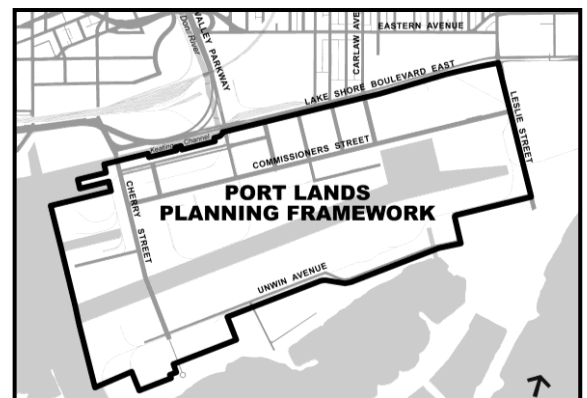 EASTERN AVENUE
VALLEY PARKWAY
Don River
CARLAW AVE
LAKE SHORE BOULEVARD EAST
LESLIE STREET
Keating Channel
COMMISSIONERS STREET
CHERRY STREET
PORT LANDS
PLANNING FRAMEWORK
UNWIN AVENUE